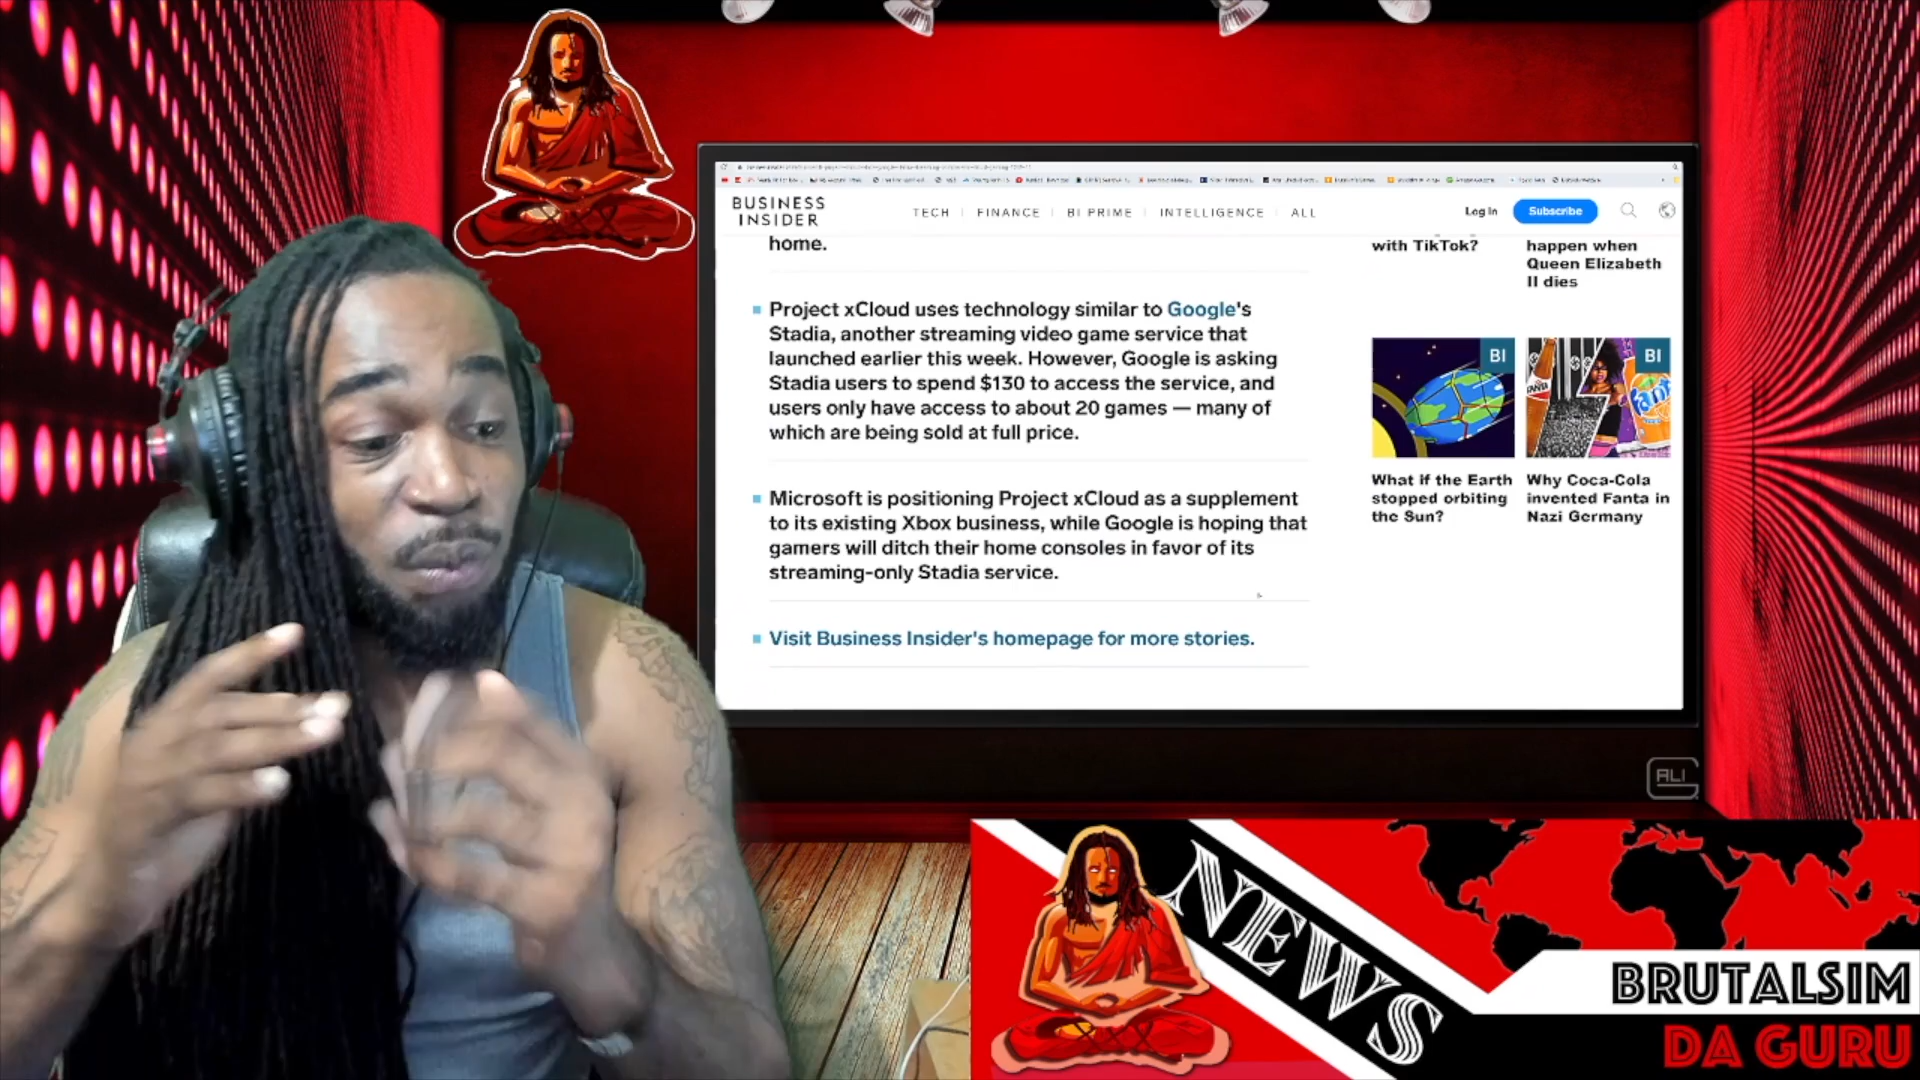 BUSINESS
INSIDER
TECH
FINANCE
BI PRIME
INTELLIGENCE
ALL
Log In
Subscribe
home.
Project xCloud uses technology similar to Google's
Stadia, another streaming video game service that
launched earlier this week. However, Google is asking
Stadia users to spend $130 to access the service, and
users only have access to about 20 games — many of
which are being sold at full price.
Microsoft is positioning Project xCloud as a supplement
to its existing Xbox business, while Google is hoping that
gamers will ditch their home consoles in favor of its
streaming-only Stadia service.
Visit Business Insider's homepage for more stories.
with TikTok?
happen when
Queen Elizabeth
II dies
BI
BI
What if the Earth
stopped orbiting
the Sun?
Why Coca-Cola
invented Fanta in
Nazi Germany
ALI
NEWS
BRUTALSIM
DA GURU